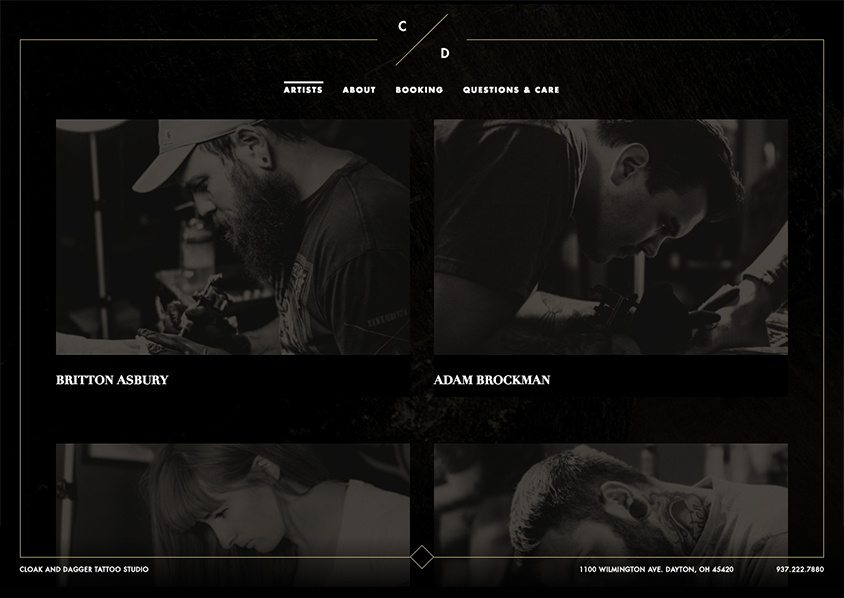 C
D
ARTISTS ABOUT BOOKING QUESTIONS & CARE
BRITTON ASBURY
ADAM BROCKMAN
CLOAK AND DAGGER TATTOO STUDIO
1100 WILMINGTON AVE. DAYTON, OH 45420
937.222.7880